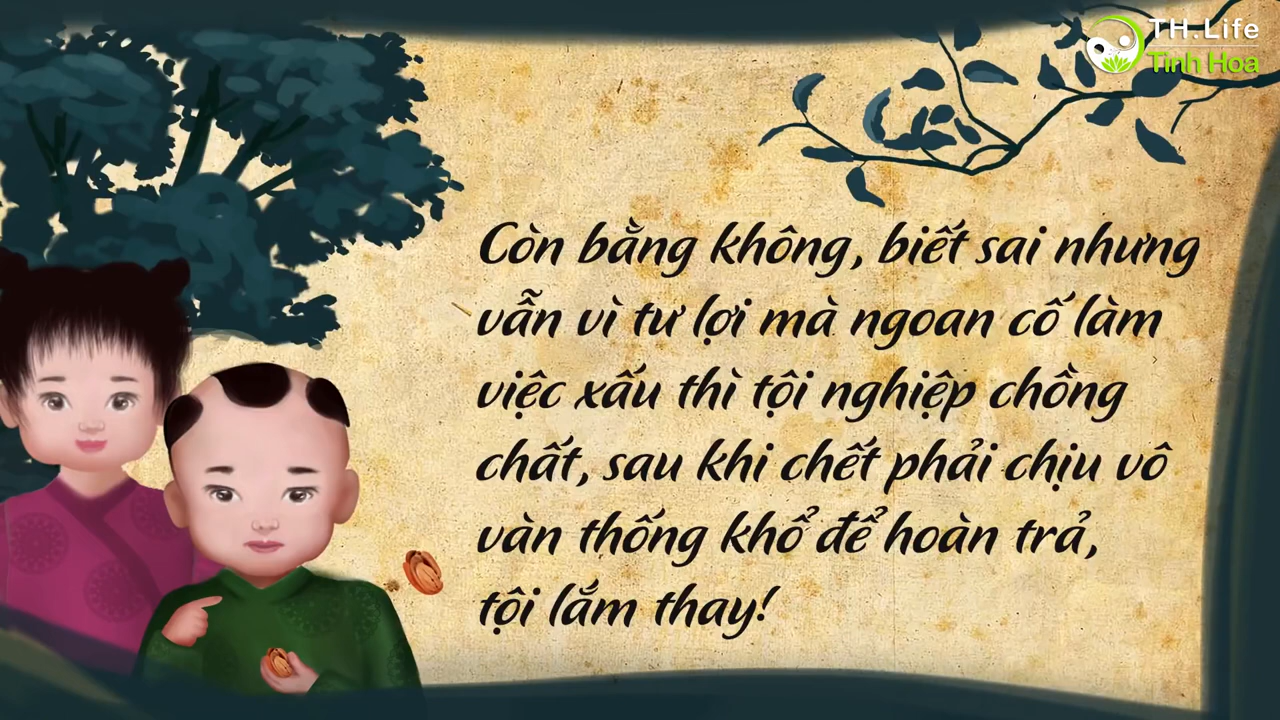 TH.Life
Tinh Hoa
Còn bằng không, biết sai nhưng
vẫn vì tư lợi mà ngoan cố làm
việc xấu thì tội nghiệp chồng
chất, sau khi chết phải chịu vô
vàn thống khổ để hoàn trả,
tội lắm thay!